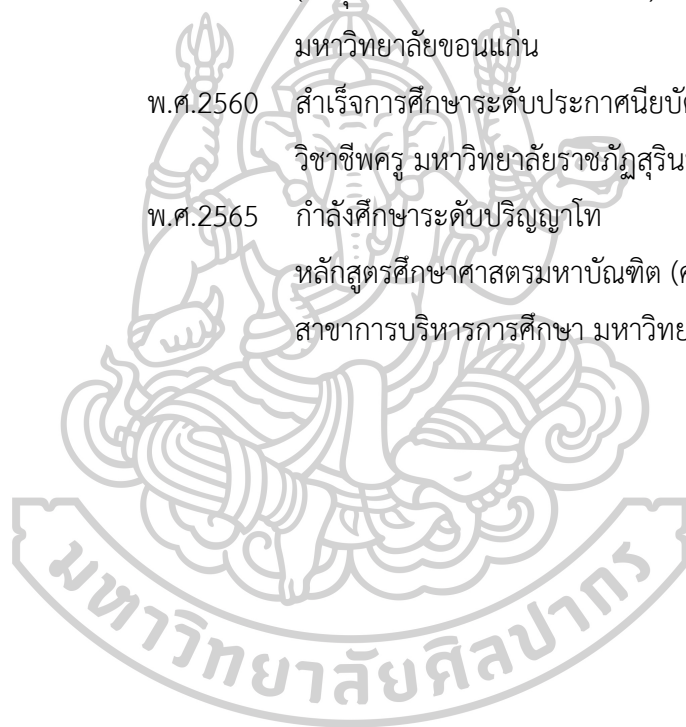 มหาวิทยาลัยขอนแก่น
พ.ศ.2560 สำเร็จการศึกษาระดับประกาศนียบั
วิชาชีพครู มหาวิทยาลัยราชภัฏสุริน
พ.ศ.2565 กำลังศึกษาระดับปริญญาโท
หลักสูตรศึกษาศาสตรมหาบัณฑิต (ศ
สาขาการบริหารการศึกษา มหาวิทย
มหาวิทยาลัยศิลปากร